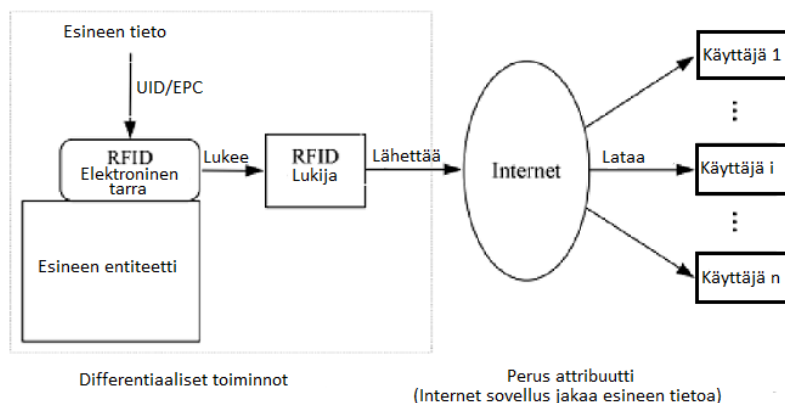 Esineen tieto
UID/EPC
RFID
Elektroninen
tarra
Lukee
RFID
Lukija
Lähettää
Esineen entiteetti
Internet
Lataa
Käyttäjä 1
Käyttäjä i
Käyttäjä n
Differentiaaliset toiminnot
Perus attribuutti
(Internet sovellus jakaa esineen tietoa)